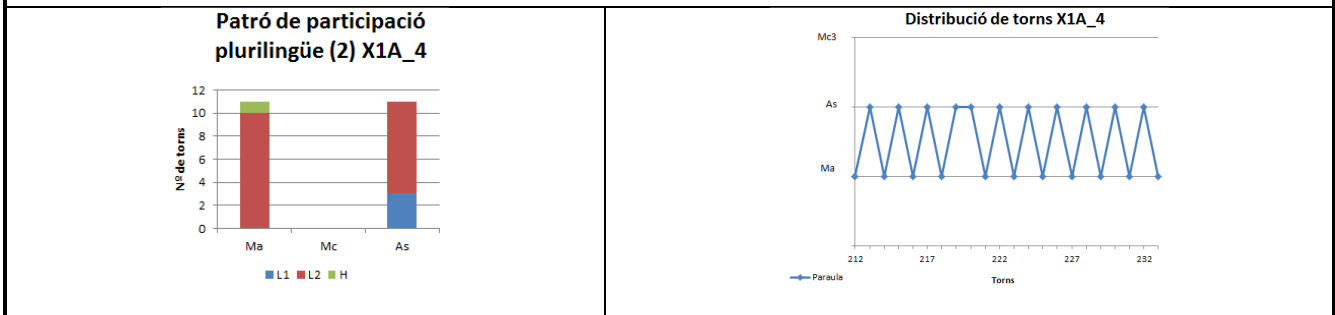 Patró de participació
plurilingüe (2) X1A_4
12
10
8
6
4
2
0
Nº de torns
Ma Mc As
L1 L2 H
Distribució de torns X1A_4
Mc3
As
Ma
212 217 222 227 232
Paraula
Torns